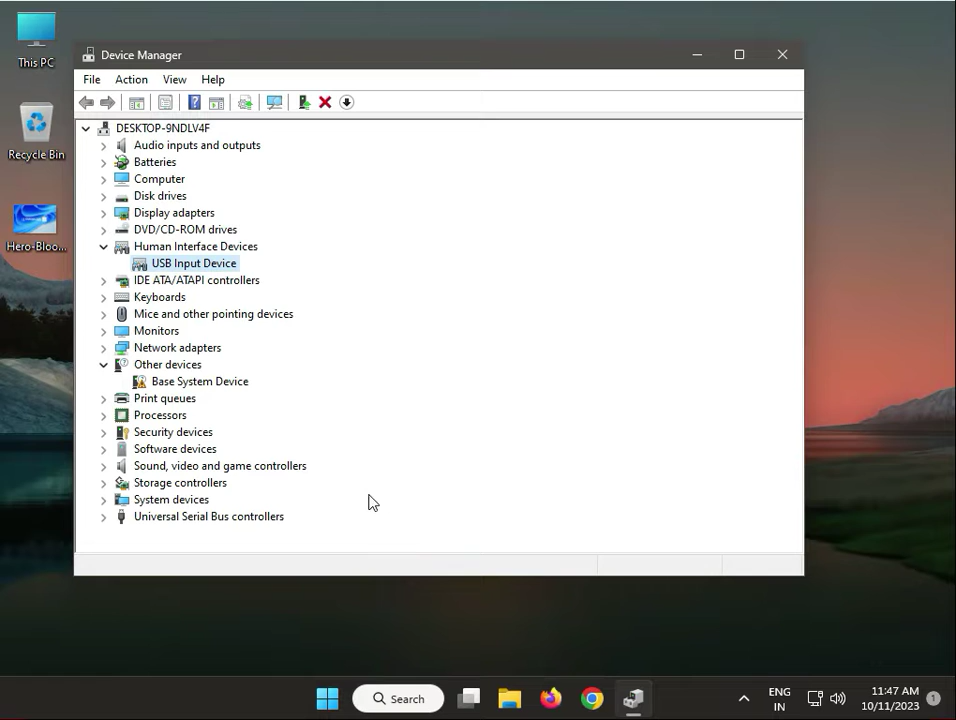 This PC
Recycle Bin
Hero-Bloo...
Device Manager
File Action View Help
DESKTOP-9NDLV4F
Audio inputs and outputs
Batteries
Computer
Disk drives
Display adapters
DVD/CD-ROM drives
Human Interface Devices
USB Input Device
IDE ATA/ATAPI controllers
Keyboards
Mice and other pointing devices
Monitors
Network adapters
Other devices
Base System Device
Print queues
Processors
Security devices
Software devices
Sound, video and game controllers
Storage controllers
System devices
Universal Serial Bus controllers
Search
ENG
IN
11:47 AM
10/11/2023
1